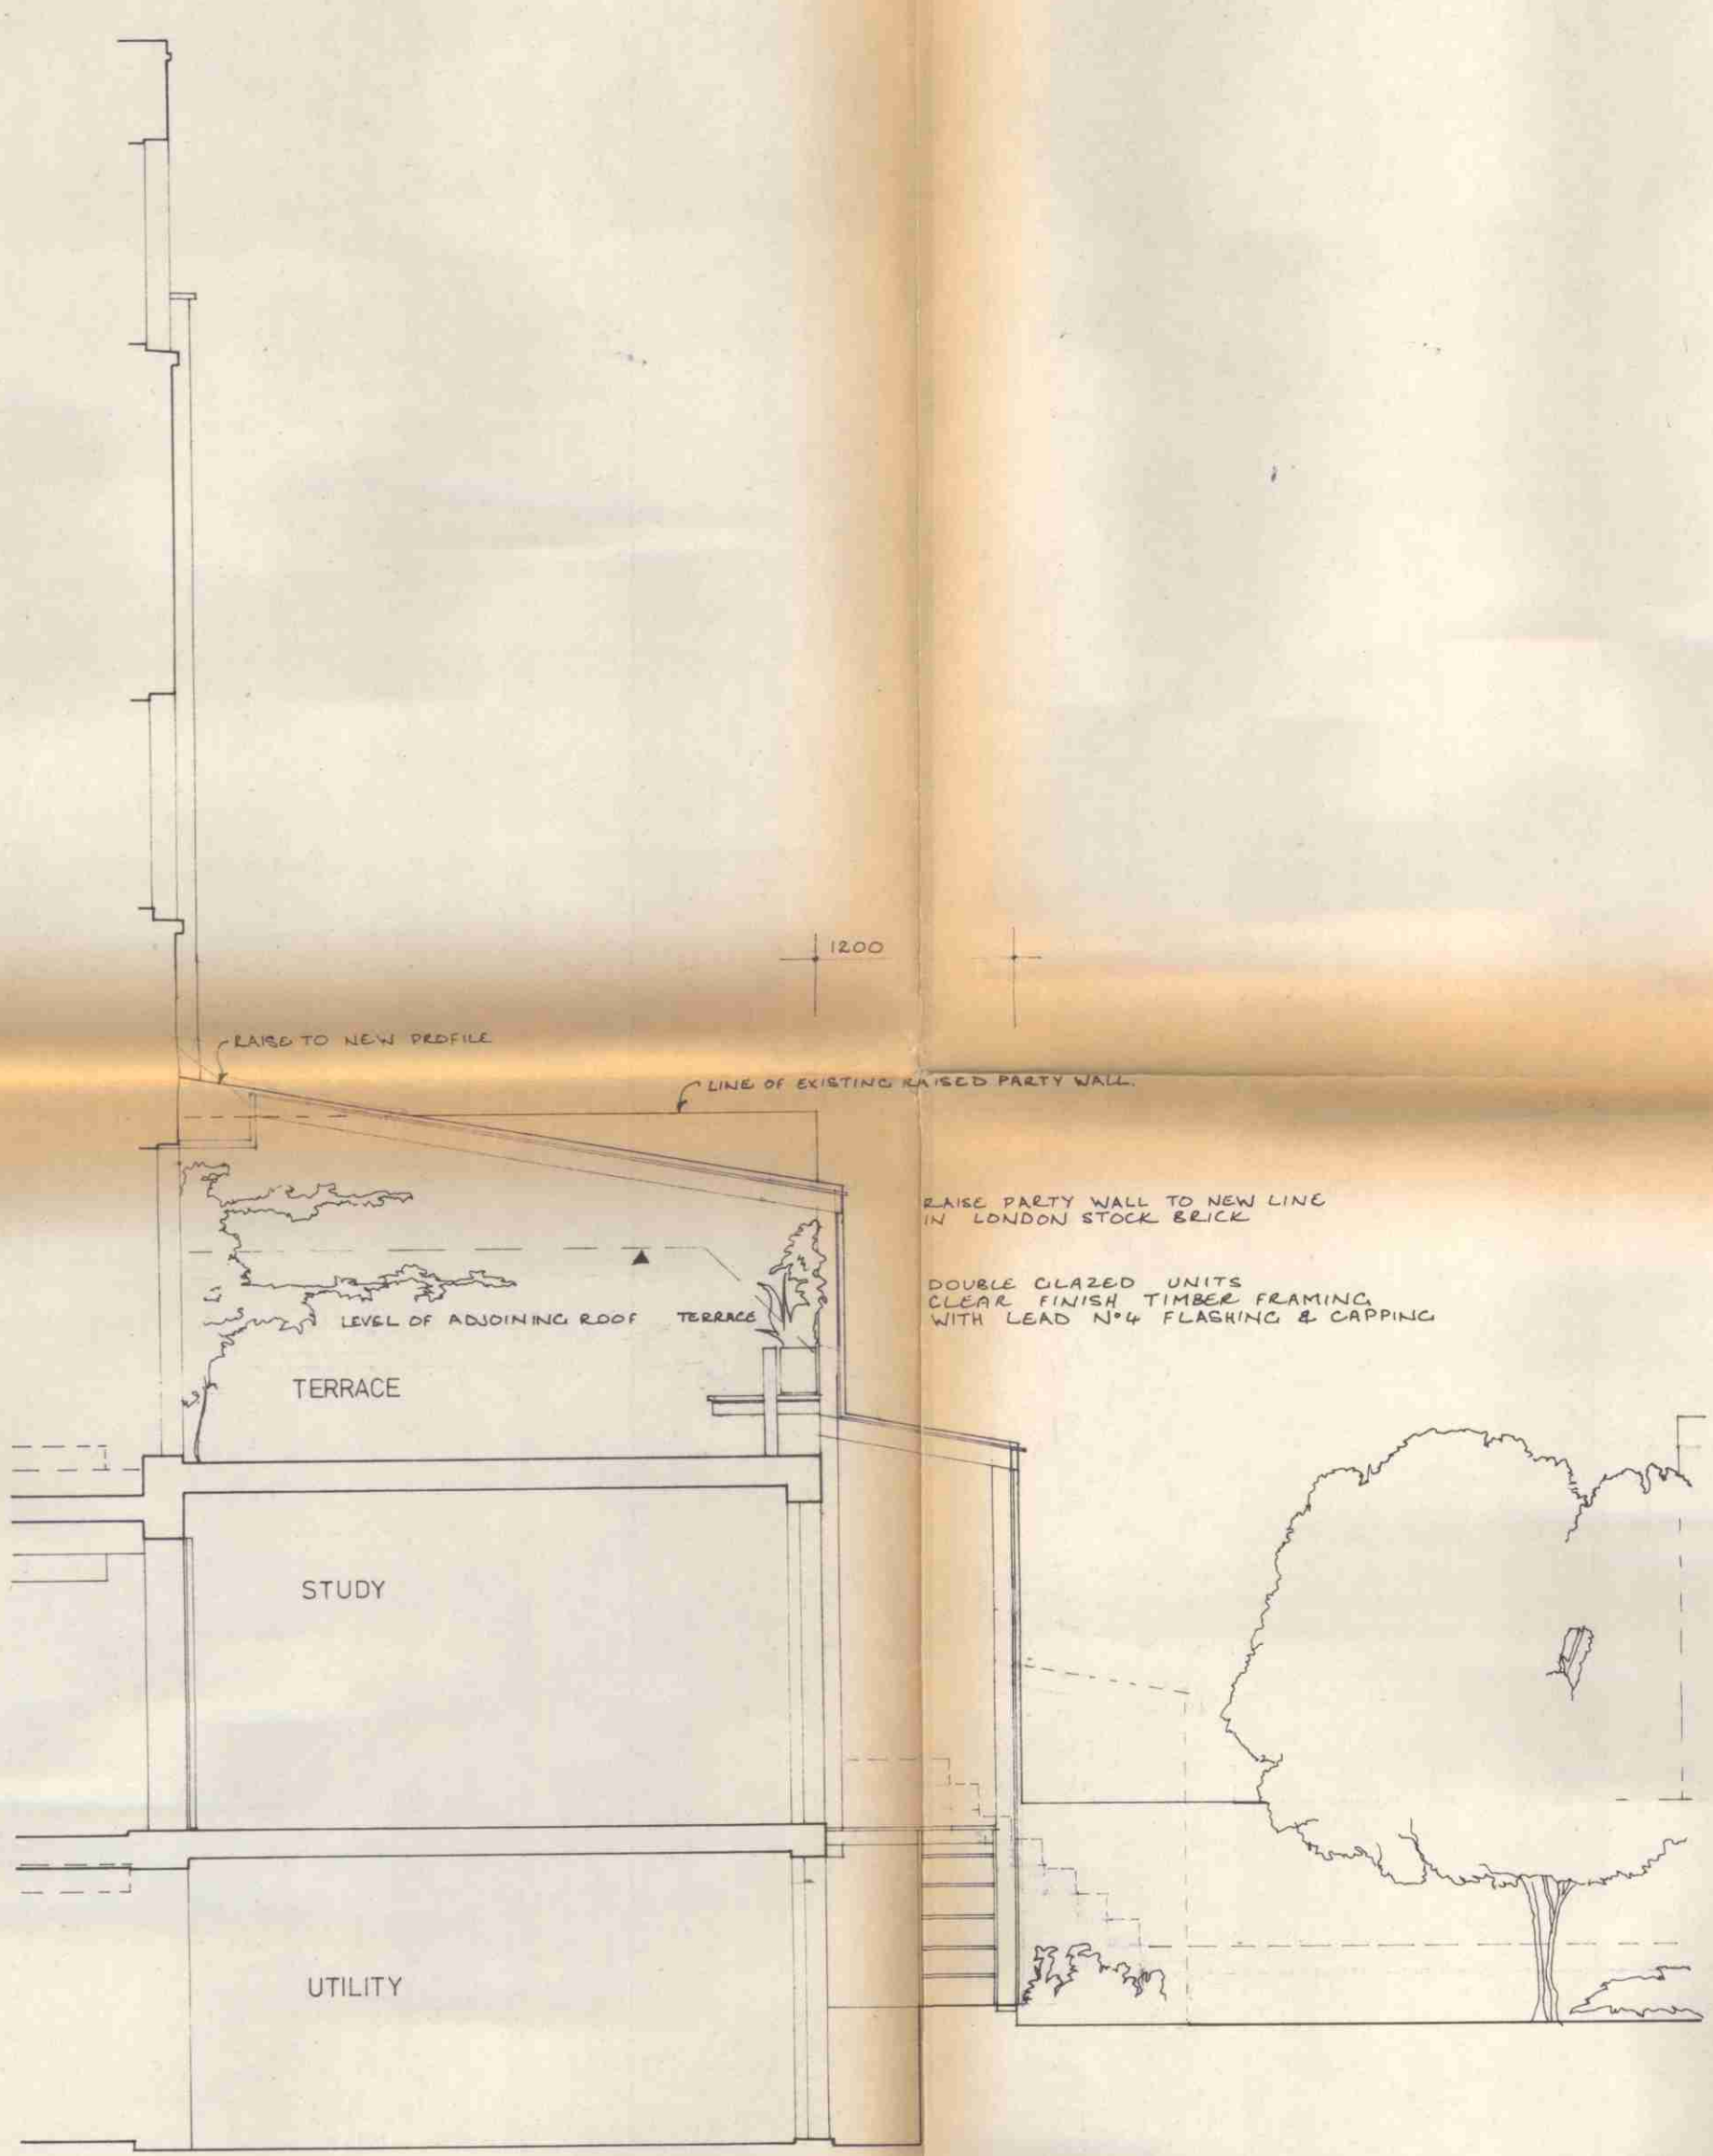 1200
RAISE TO NEW PROFILE
LINE OF EXISTING RAISED PARTY WALL.
RAISE PARTY WALL TO NEW LINE
IN LONDON STOCK BRICK
DOUBLE GLAZED UNITS
CLEAR FINISH TIMBER FRAMING
WITH LEAD Nº4 FLASHING & CAPPING
LEVEL OF ADJOINING ROOF TERRACE
TERRACE
STUDY
UTILITY